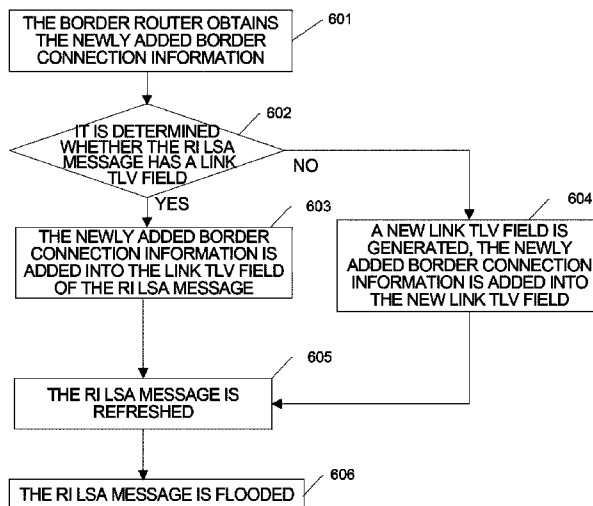 THE BORDER ROUTER OBTAINS
THE NEWLY ADDED BORDER
CONNECTION INFORMATION
601
602
IT IS DETERMINED
WHETHER THE RI LSA
MESSAGE HAS A LINK
TLV FIELD
NO
YES
603
THE NEWLY ADDED BORDER
CONNECTION INFORMATION IS
ADDED INTO THE LINK TLV FIELD
OF THE RI LSA MESSAGE
604
A NEW LINK TLV FIELD IS
GENERATED, THE NEWLY
ADDED BORDER CONNECTION
INFORMATION IS ADDED INTO
THE NEW LINK TLV FIELD
605
THE RI LSA MESSAGE IS
REFRESHED
606
THE RI LSA MESSAGE IS FLOODED